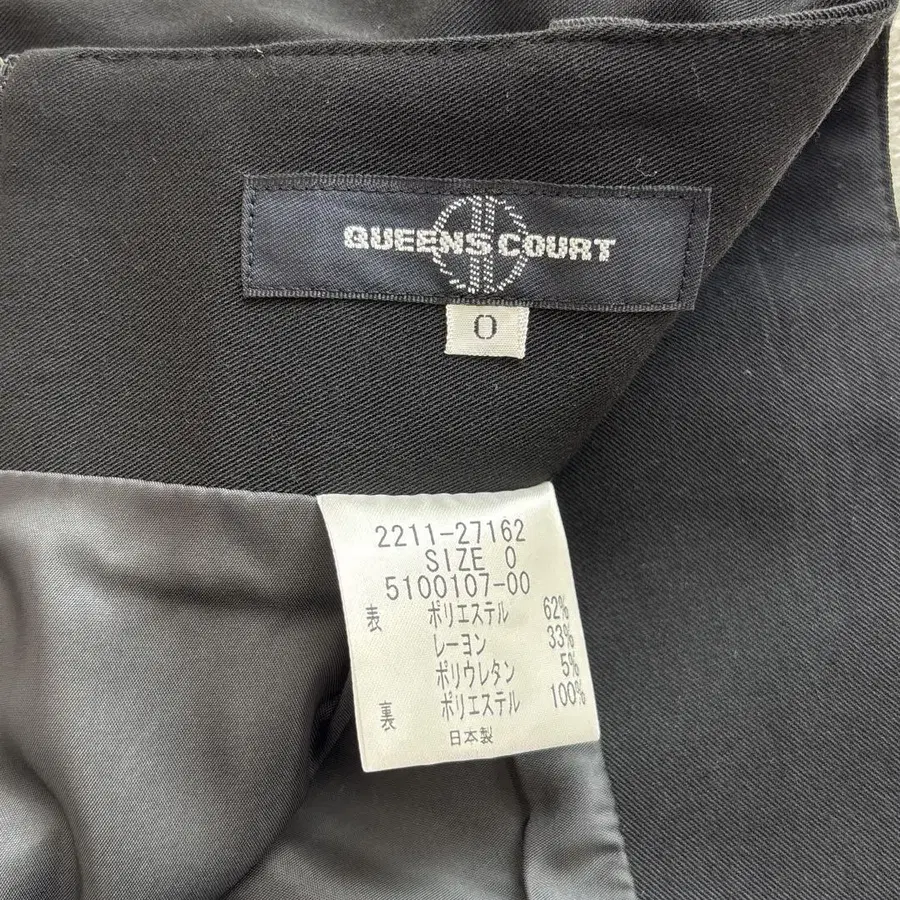 QUEENS COURT
0
2211-27162
SIZE 0
5100107-00
表 ポリエステル 62%
レーヨン 33%
ポリウレタン 5%
裏 ポリエステル 100%
日本製